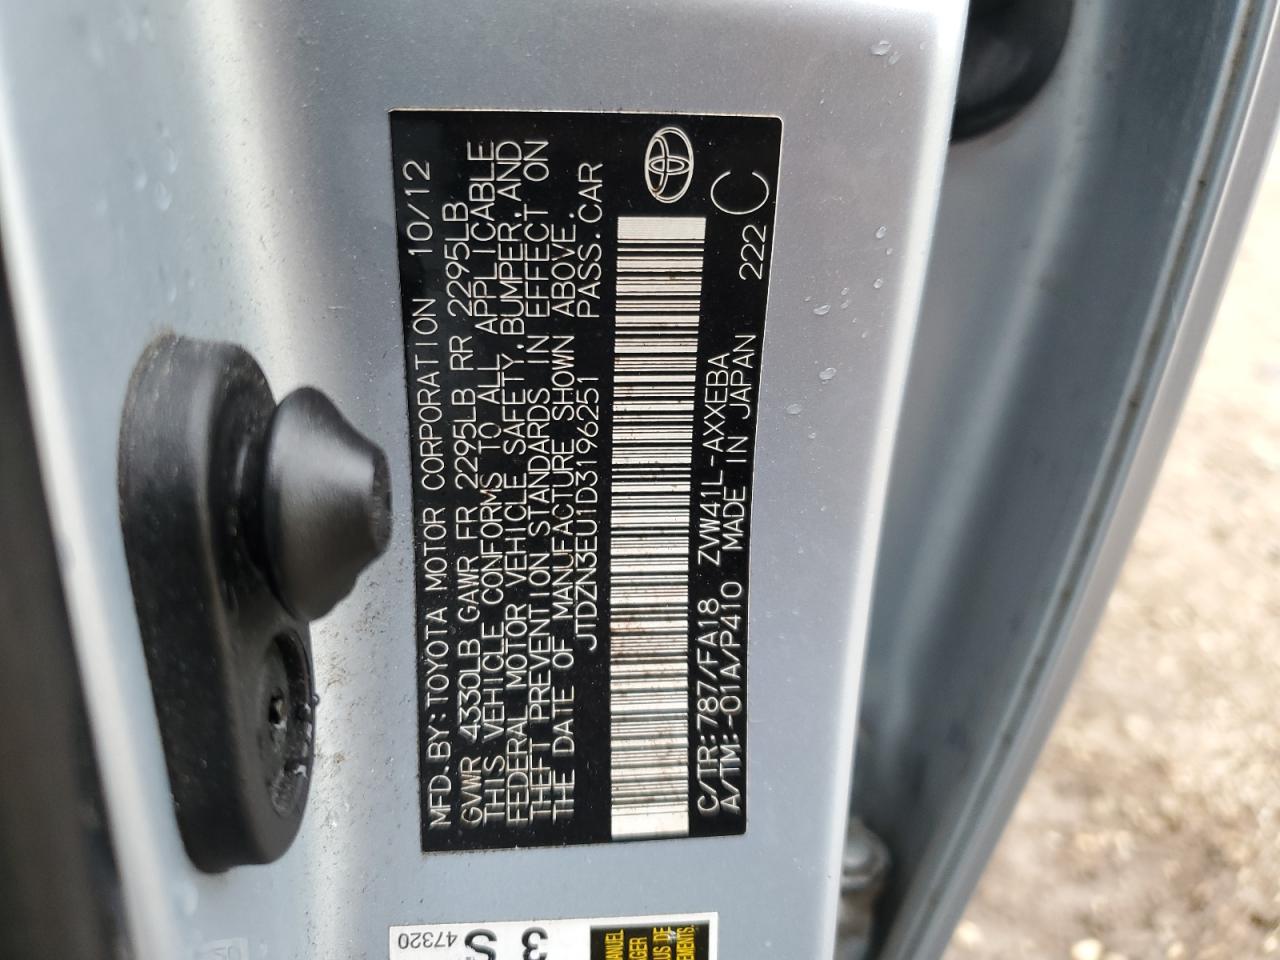 MFD.BY:TOYOTA MOTOR CORPORATION 10/12
GVWR 4330LB GAWR FR 2295LB RR 2295LB
THIS VEHICLE CONFORMS TO ALL APPLICABLE
FEDERAL MOTOR VEHICLE SAFETY,BUMPER,AND
THEFT PREVENTION STANDARDS IN EFFECT ON
THE DATE OF MANUFACTURE SHOWN ABOVE.
JTDZN3EU1D3196251 PASS.CAR
C/TR:787/FA18 ZVW41L-AXXEBA 222 C
A/TM:-01A/P410 MADE IN JAPAN
3 S
47320